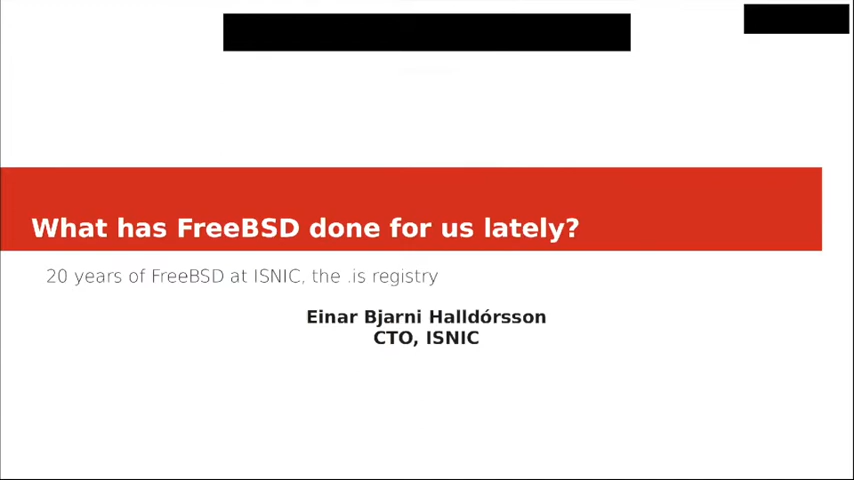 What has FreeBSD done for us lately?
20 years of FreeBSD at ISNIC, the .is registry
Einar Bjarni Halldórsson
CTO, ISNIC